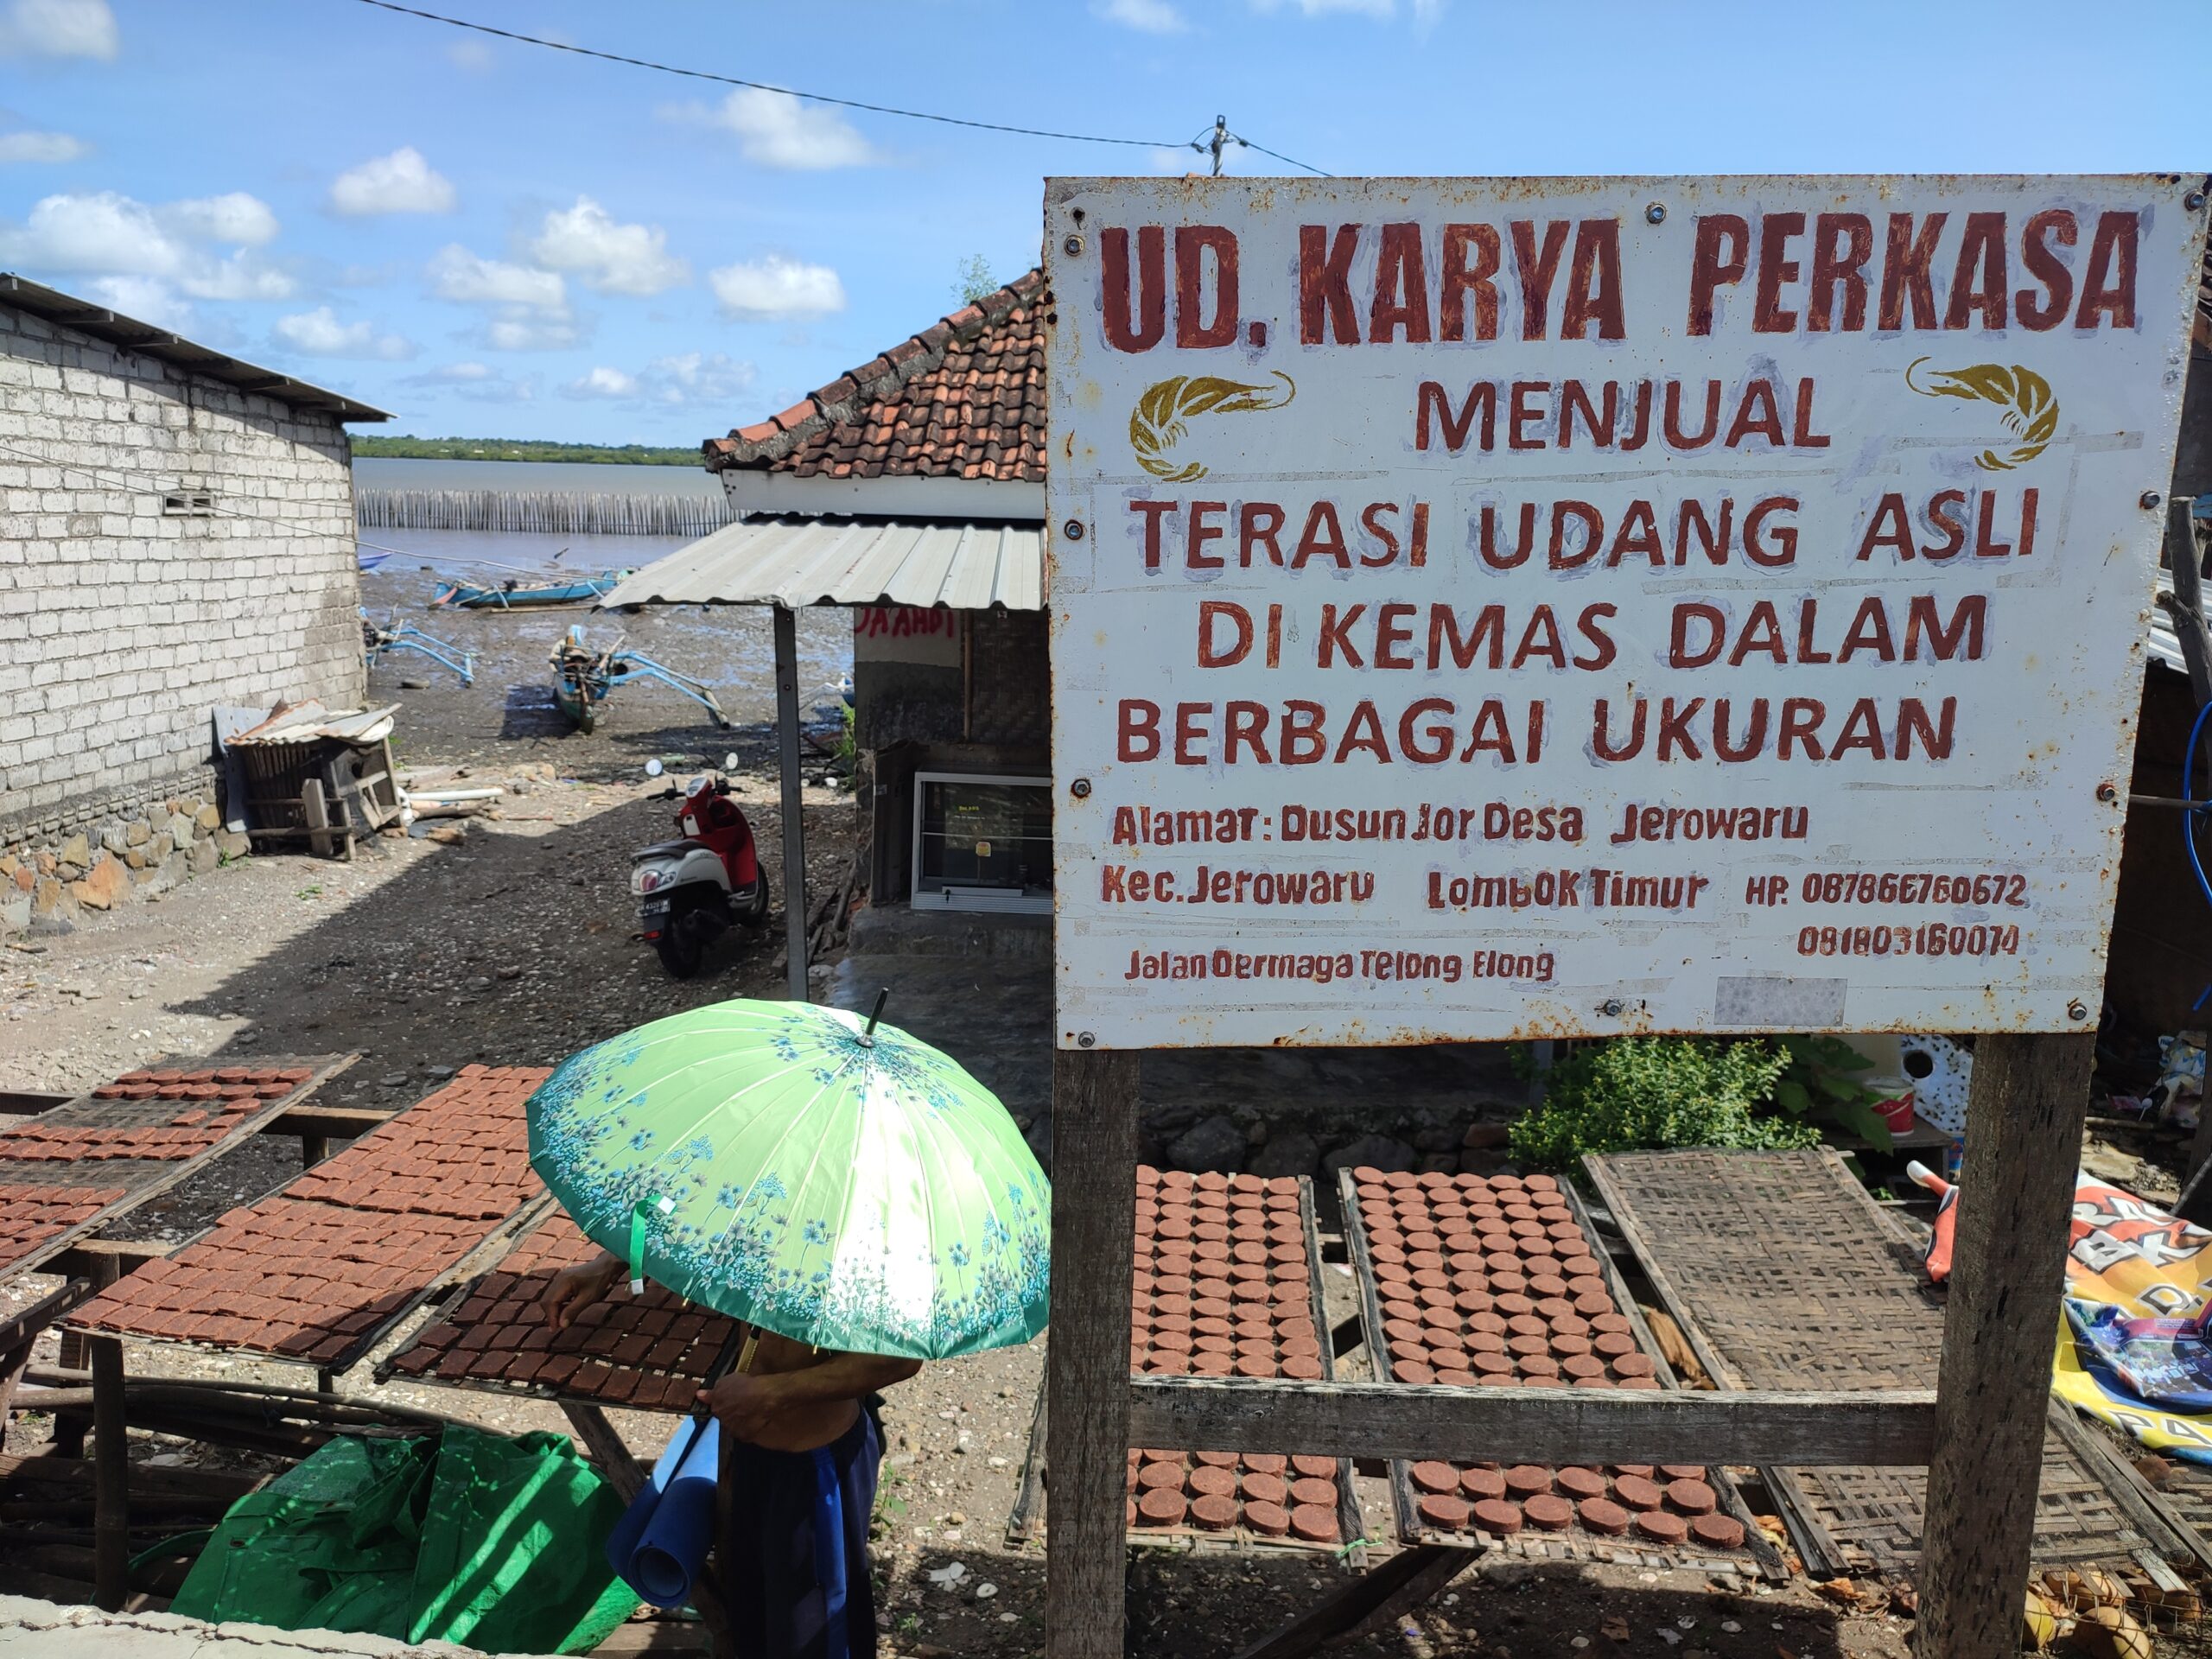 UD. KARYA PERKASA
MENJUAL
TERASI UDANG ASLI
DI KEMAS DALAM
BERBAGAI UKURAN
Alamat: Dusun Jor Desa Jerowaru
Kec. Jerowaru Lombok Timur HP. 087866760672
081803160074
Jalan Dermaga Telong Elong